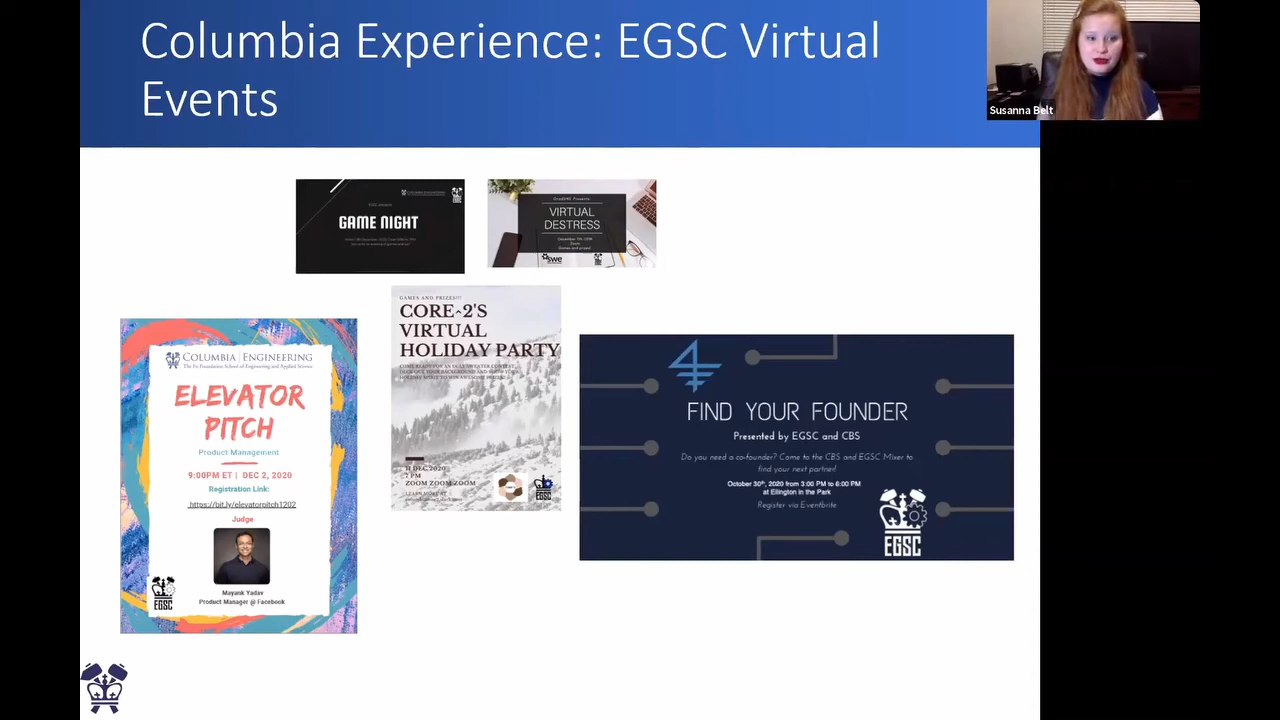 Columbia Experience: EGSC Virtual
Events
Susanna Belt
GAME NIGHT
VIRTUAL
DESTRESS
swe
GAMES AND PRIZES!!!
CORE^2'S
VIRTUAL
HOLIDAY PARTY
11 DEC 2020
7 PM
ZOOM ZOOM ZOOM
EGSC
COLUMBIA | ENGINEERING
The Fu Foundation School of Engineering and Applied Science
ELEVATOR
PITCH
Product Management
9:00PM ET | DEC 2, 2020
Registration Link:
https://bit.ly/elevatorpitch1202
Judge
Mayank Yadav
Product Manager @ Facebook
EGSC
FIND YOUR FOUNDER
Presented by EGSC and CBS
Do you need a co-founder? Come to the CBS and EGSC Mixer to
find your next partner!
October 30th, 2020 from 3:00 PM to 6:00 PM
at Ellington in the Park
Register via Eventbrite
EGSC